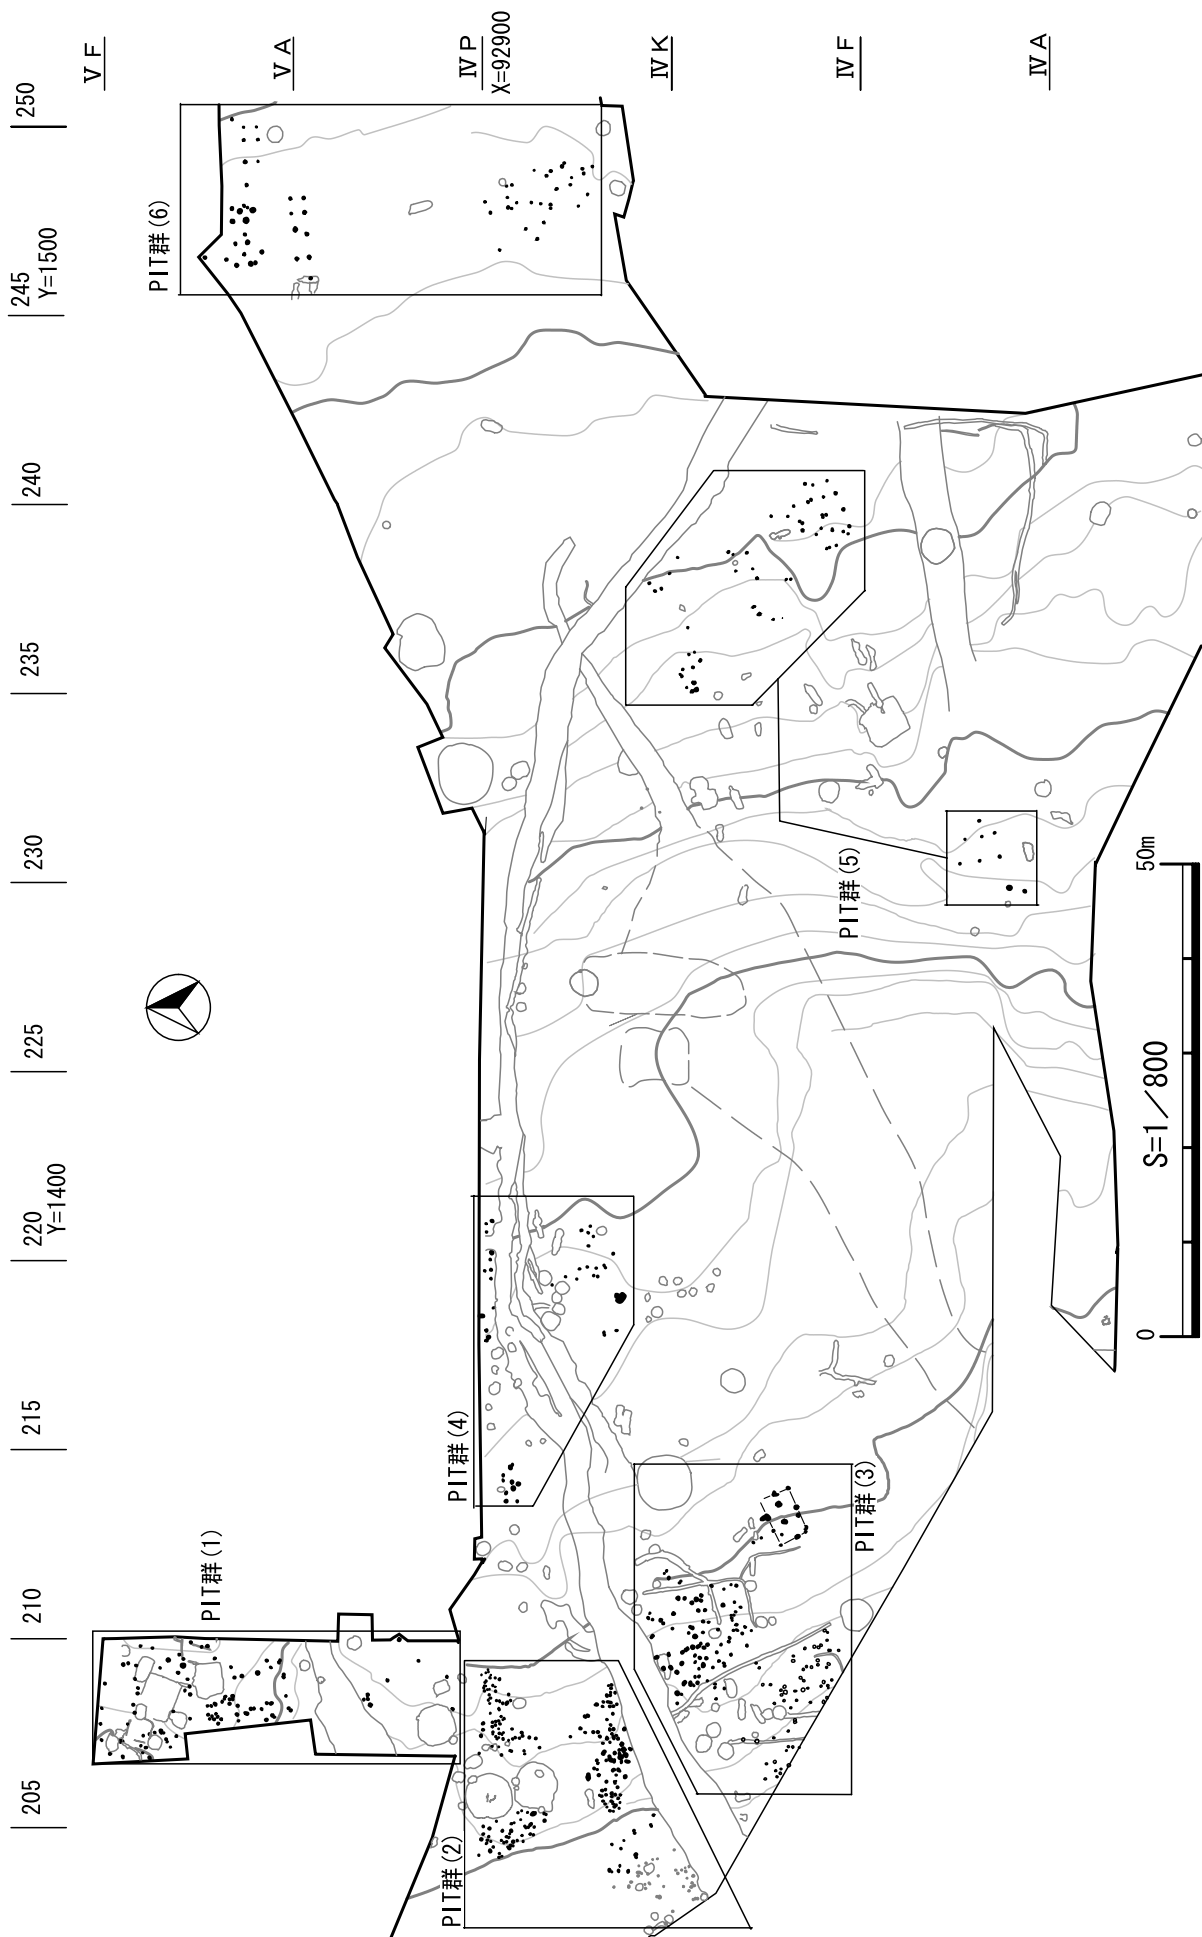 ⅤF
ⅤA
ⅣP
X=92900
ⅣK
ⅣF
ⅣA
250
245
Y=1500
240
235
230
225
220
Y=1400
215
210
205
PIT群(6)
PIT群(5)
PIT群(4)
PIT群(3)
PIT群(1)
PIT群(2)
0
50m
S=1/800